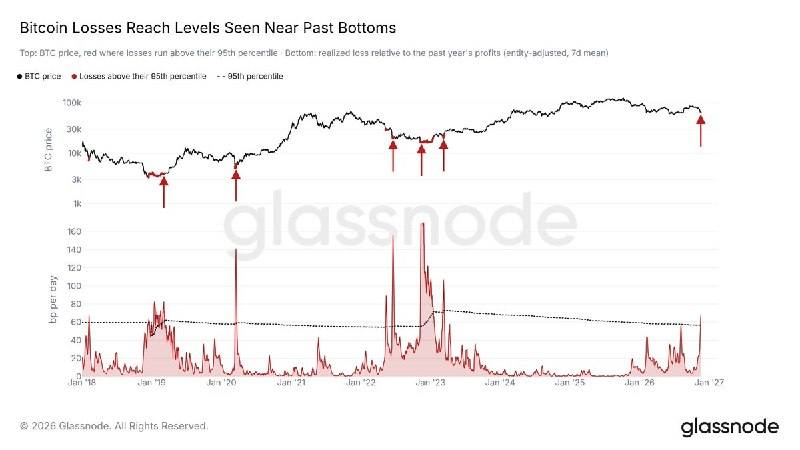 Bitcoin Losses Reach Levels Seen Near Past Bottoms
Top: BTC price, red where losses run above their 95th percentile · Bottom: realized loss relative to the past year's profits (entity-adjusted, 7d mean)
BTC price Losses above their 95th percentile 95th percentile
100k
30k
10k
3k
1k
BTC price
glassnode
160
140
120
100
80
60
40
20
0
bp per day
Jan '18 Jan '19 Jan '20 Jan '21 Jan '22 Jan '23 Jan '24 Jan '25 Jan '26 Jan '27
© 2026 Glassnode. All Rights Reserved.
glassnode